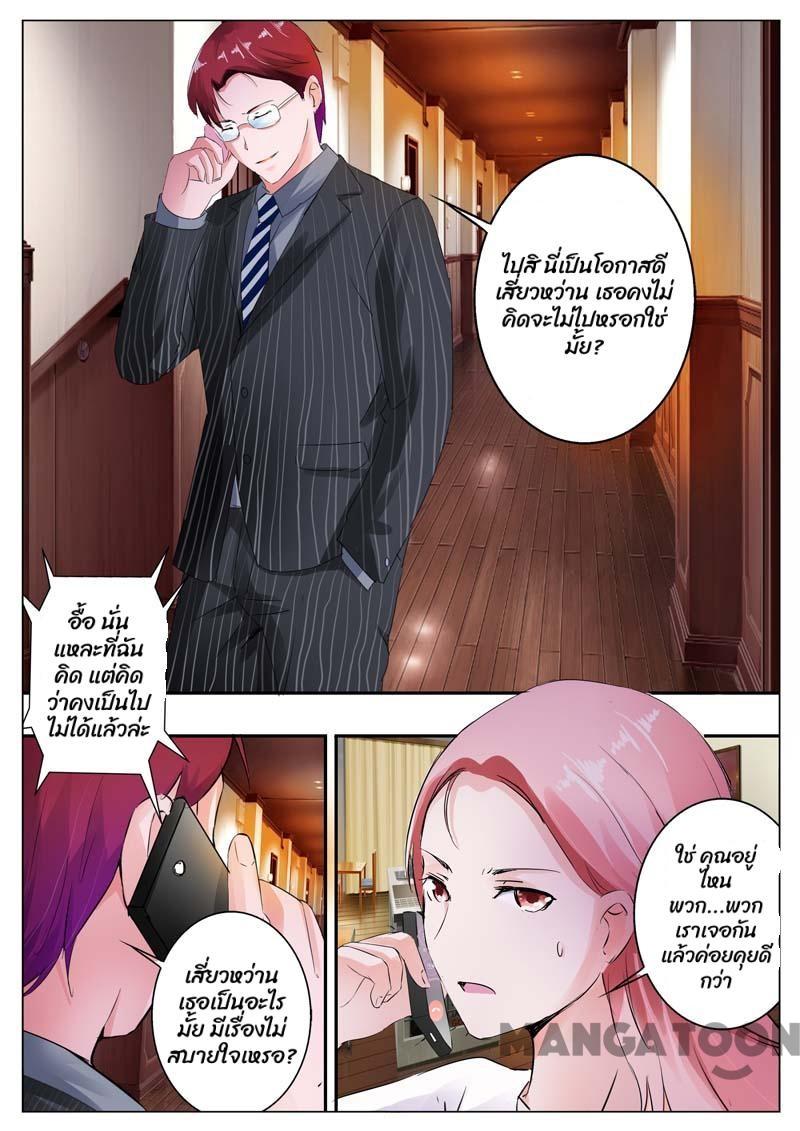 ไปสิ นี่เป็นโอกาสดี
เสี่ยวหว่าน เธอคงไม่
คิดจะไม่ไปหรอกใช่
มั้ย?
อื้อ นั่น
แหละที่ฉัน
คิด แต่คิด
ว่าคงเป็นไป
ไม่ได้แล้วล่ะ
เสี่ยวหว่าน
เธอเป็นอะไร
มั้ย มีเรื่องไม่
สบายใจเหรอ?
ใช่ คุณอยู่
ไหน
พวก...พวก
เราเจอกัน
แล้วค่อยคุยดี
กว่า
MANGATOON